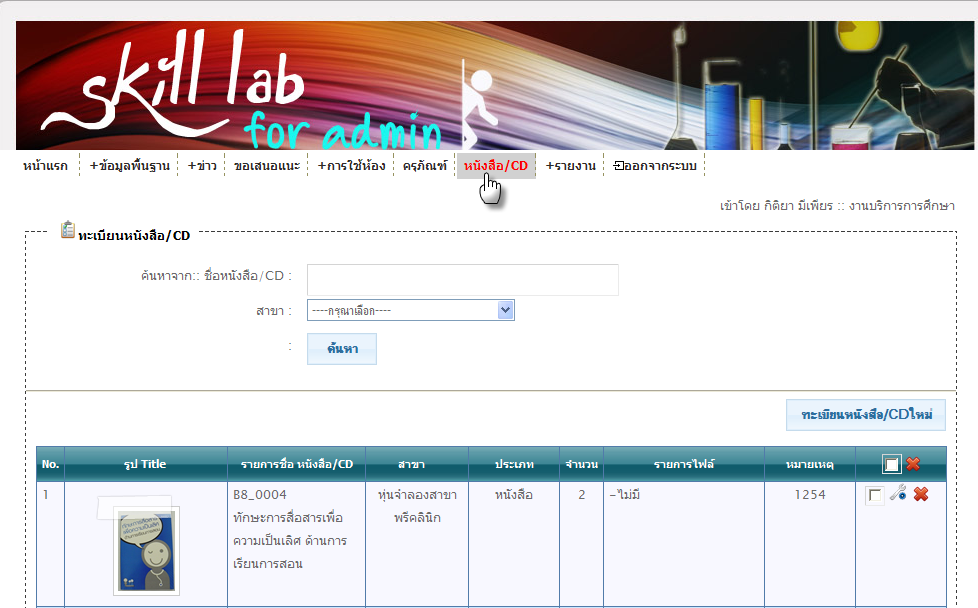 skill lab
for admin
หน้าแรก +ข้อมูลพื้นฐาน +ข่าว ขอเสนอแนะ +การใช้ห้อง ครุภัณฑ์ หนังสือ/CD +รายงาน ออกจากระบบ
เข้าโดย กิติยา มีเพียร :: งานบริการการศึกษา
ทะเบียนหนังสือ/CD
ค้นหาจาก:: ชื่อหนังสือ/CD :
สาขา : ----กรุณาเลือก----
: ค้นหา
ทะเบียนหนังสือ/CDใหม่
No. รูป Title รายการชื่อ หนังสือ/CD สาขา ประเภท จำนวน รายการไฟล์ หมายเหตุ
1 B8_0004 หุ่นจำลองสาขา หนังสือ 2 -ไม่มี 1254
ทักษะการสื่อสารเพื่อ พรีคลินิก
ความเป็นเลิศ ด้านการ
เรียนการสอน